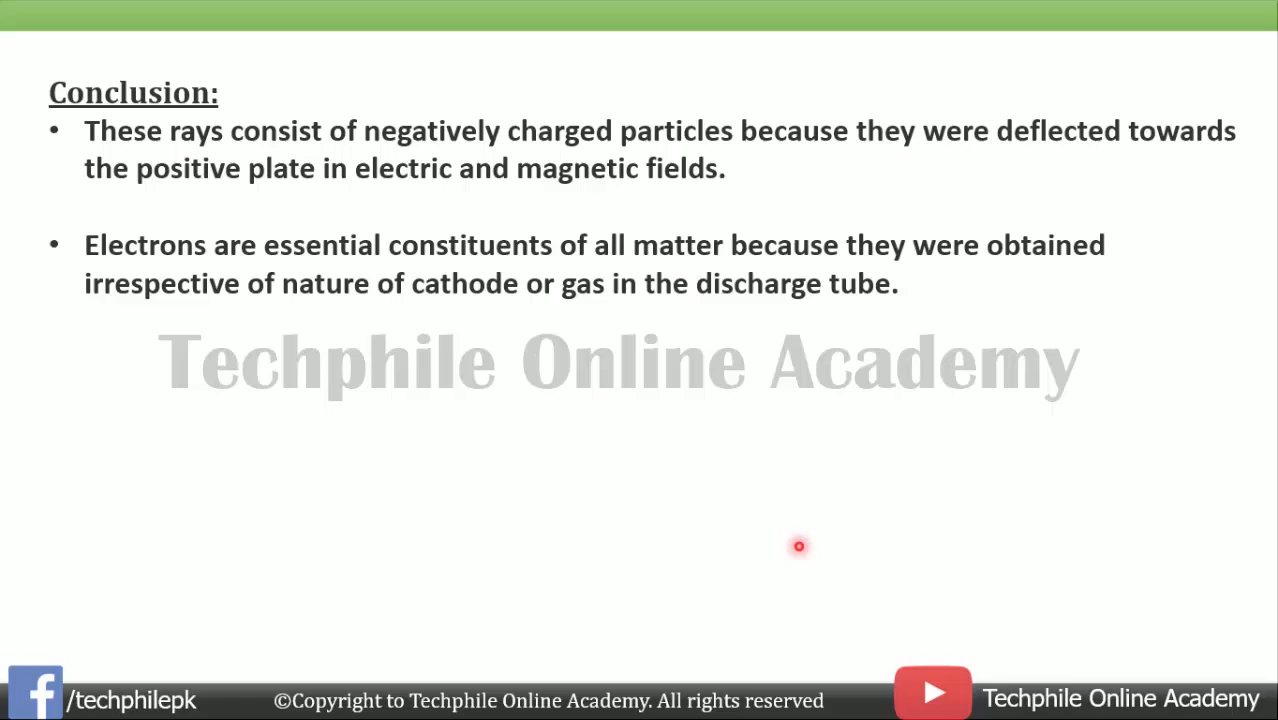 Conclusion:
• These rays consist of negatively charged particles because they were deflected towards
the positive plate in electric and magnetic fields.
• Electrons are essential constituents of all matter because they were obtained
irrespective of nature of cathode or gas in the discharge tube.
Techphile Online Academy
f /techphilepk
©Copyright to Techphile Online Academy. All rights reserved
Techphile Online Academy